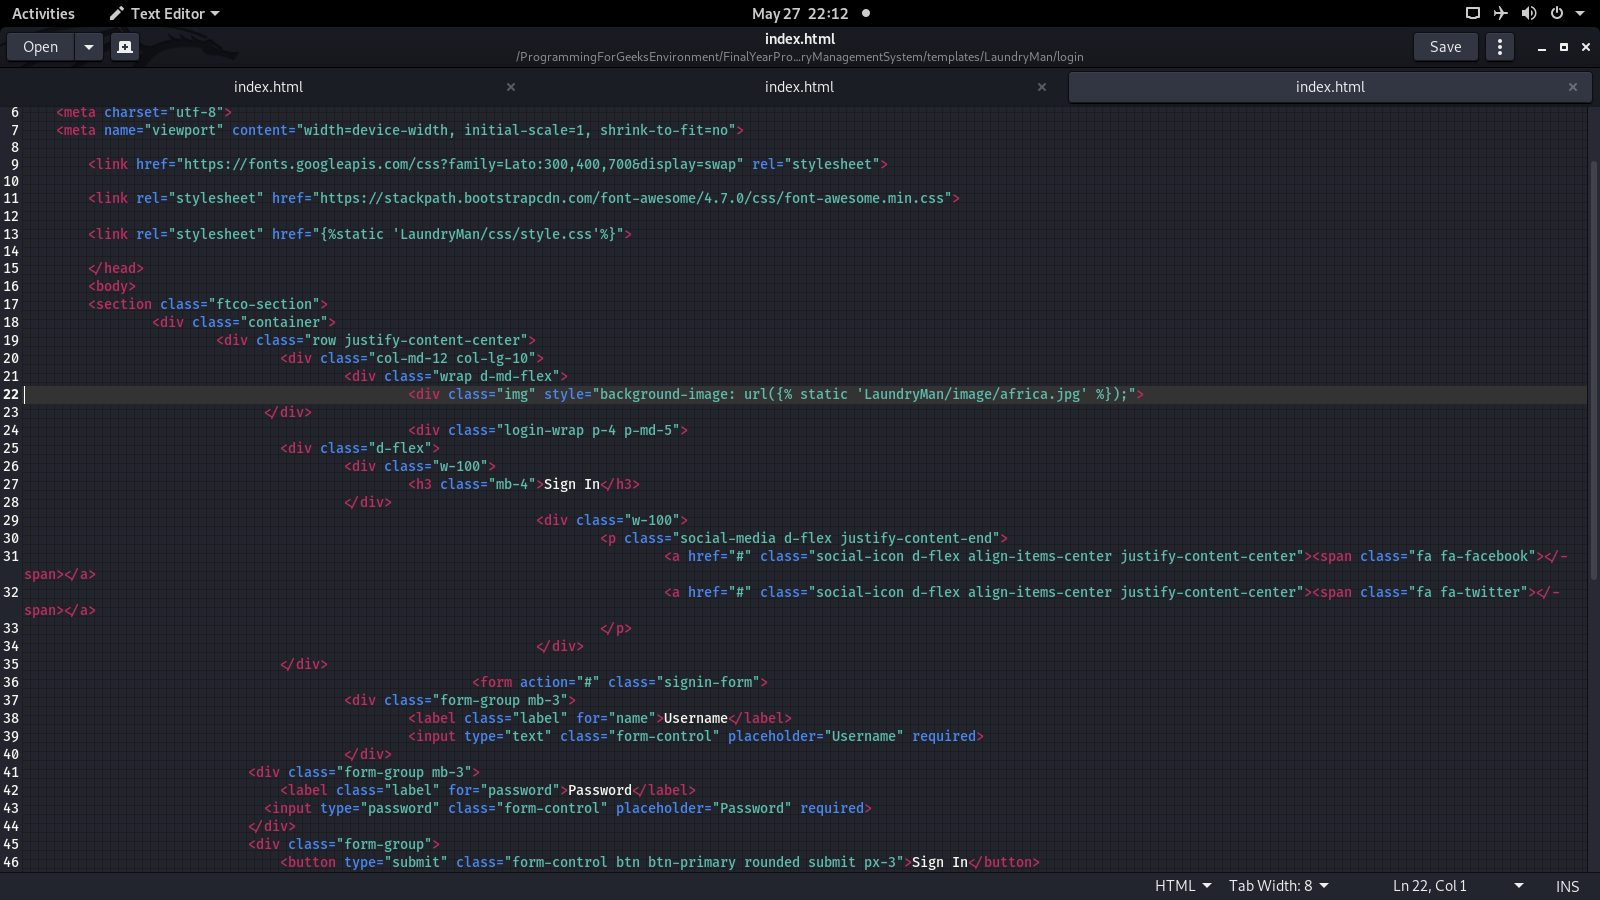 Activities Text Editor May 27 22:12
Open index.html Save
/ProgrammingForGeeksEnvironment/FinalYearPro…ryManagementSystem/templates/LaundryMan/login
index.html index.html index.html
6 <meta charset="utf-8">
7 <meta name="viewport" content="width=device-width, initial-scale=1, shrink-to-fit=no">
8
9 <link href="https://fonts.googleapis.com/css?family=Lato:300,400,700&display=swap" rel="stylesheet">
10
11 <link rel="stylesheet" href="https://stackpath.bootstrapcdn.com/font-awesome/4.7.0/css/font-awesome.min.css">
12
13 <link rel="stylesheet" href="{%static 'LaundryMan/css/style.css'%}">
14
15 </head>
16 <body>
17 <section class="ftco-section">
18 <div class="container">
19 <div class="row justify-content-center">
20 <div class="col-md-12 col-lg-10">
21 <div class="wrap d-md-flex">
22 <div class="img" style="background-image: url({% static 'LaundryMan/image/africa.jpg' %});">
23 </div>
24 <div class="login-wrap p-4 p-md-5">
25 <div class="d-flex">
26 <div class="w-100">
27 <h3 class="mb-4">Sign In</h3>
28 </div>
29 <div class="w-100">
30 <p class="social-media d-flex justify-content-end">
31 <a href="#" class="social-icon d-flex align-items-center justify-content-center"><span class="fa fa-facebook"></-
span></a>
32 <a href="#" class="social-icon d-flex align-items-center justify-content-center"><span class="fa fa-twitter"></-
span></a>
33 </p>
34 </div>
35 </div>
36 <form action="#" class="signin-form">
37 <div class="form-group mb-3">
38 <label class="label" for="name">Username</label>
39 <input type="text" class="form-control" placeholder="Username" required>
40 </div>
41 <div class="form-group mb-3">
42 <label class="label" for="password">Password</label>
43 <input type="password" class="form-control" placeholder="Password" required>
44 </div>
45 <div class="form-group">
46 <button type="submit" class="form-control btn btn-primary rounded submit px-3">Sign In</button>
HTML Tab Width: 8 Ln 22, Col 1 INS